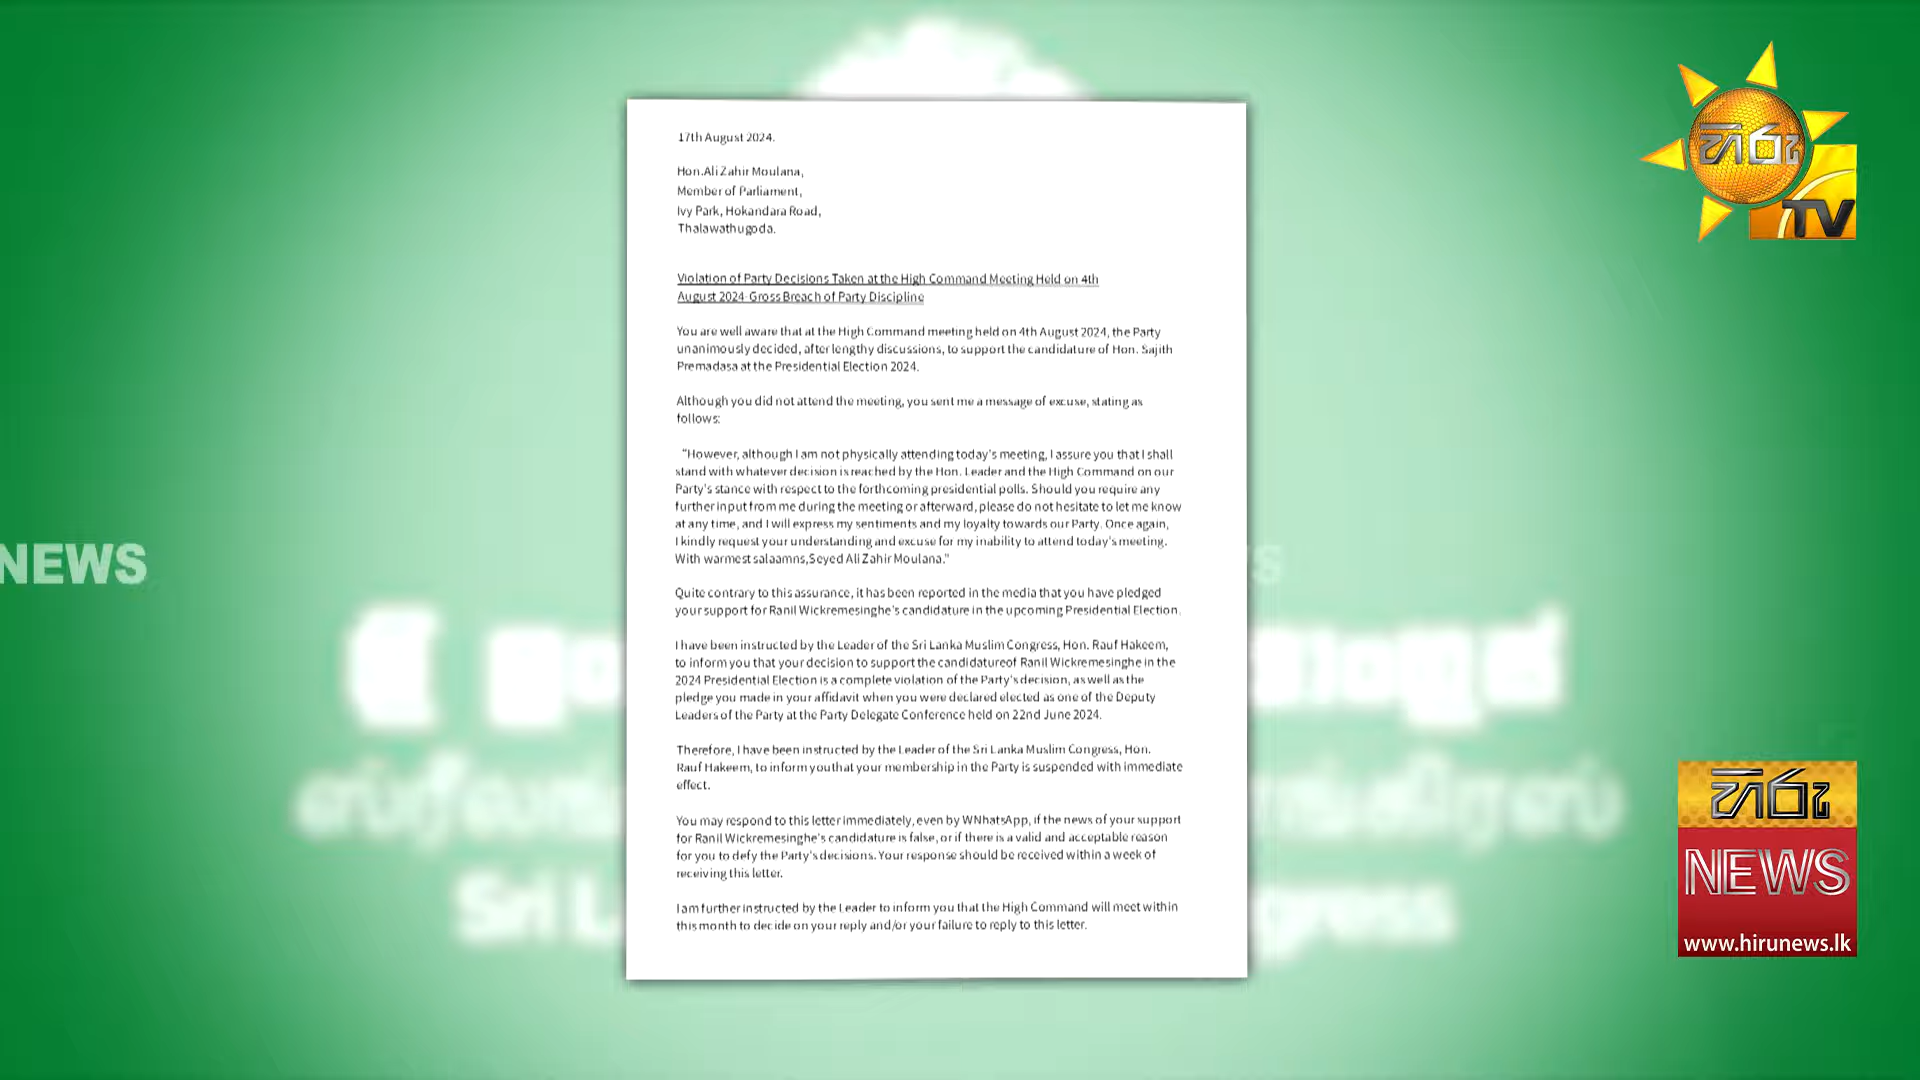 17th August 2024.
Hon.Ali Zahir Moulana,
Member of Parliament,
Ivy Park, Hokandara Road,
Thalawathugoda.
Violation of Party Decisions Taken at the High Command Meeting Held on 4th
August 2024-Gross Breach of Party Discipline
You are well aware that at the High Command meeting held on 4th August 2024, the Party
unanimously decided, after lengthy discussions, to support the candidature of Hon. Sajith
Premadasa at the Presidential Election 2024.
Although you did not attend the meeting, you sent me a message of excuse, stating as
follows:
"However, although I am not physically attending today's meeting, I assure you that I shall
stand with whatever decision is reached by the Hon. Leader and the High Command on our
Party's stance with respect to the forthcoming presidential polls. Should you require any
further input from me during the meeting or afterward, please do not hesitate to let me know
at any time, and I will express my sentiments and my loyalty towards our Party. Once again,
I kindly request your understanding and excuse for my inability to attend today's meeting.
With warmest salaamns,Seyed Ali Zahir Moulana."
Quite contrary to this assurance, it has been reported in the media that you have pledged
your support for Ranil Wickremesinghe's candidature in the upcoming Presidential Election.
I have been instructed by the Leader of the Sri Lanka Muslim Congress, Hon. Rauf Hakeem,
to inform you that your decision to support the candidatureof Ranil Wickremesinghe in the
2024 Presidential Election is a complete violation of the Party's decision, as well as the
pledge you made in your affidavit when you were declared elected as one of the Deputy
Leaders of the Party at the Party Delegate Conference held on 22nd June 2024.
Therefore, I have been instructed by the Leader of the Sri Lanka Muslim Congress, Hon.
Rauf Hakeem, to inform youthat your membership in the Party is suspended with immediate
effect.
You may respond to this letter immediately, even by WNhatsApp, if the news of your support
for Ranil Wickremesinghe's candidature is false, or if there is a valid and acceptable reason
for you to defy the Party's decisions. Your response should be received within a week of
receiving this letter.
I am further instructed by the Leader to inform you that the High Command will meet within
this month to decide on your reply and/or your failure to reply to this letter.
හිරු
TV
NEWS
Sri L
gress
හිරු
NEWS
www.hirunews.lk